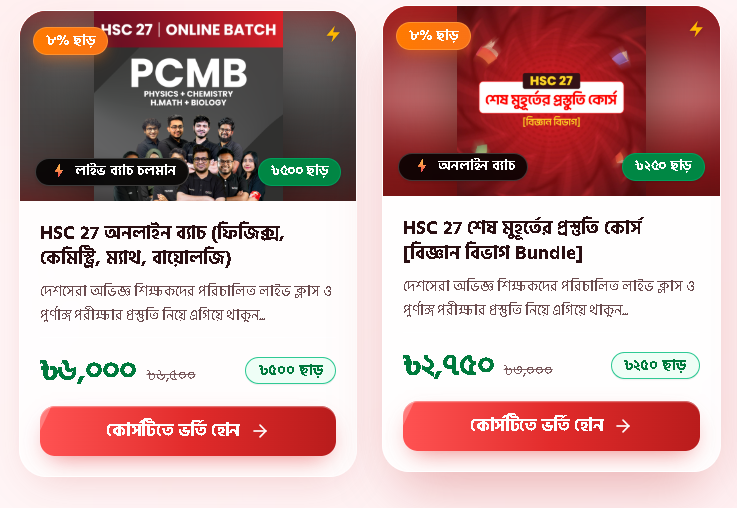 ৮% ছাড়
HSC 27 | ONLINE BATCH
PCMB
PHYSICS + CHEMISTRY
H.MATH + BIOLOGY
লাইভ ব্যাচ চলমান
৳৫০০ ছাড়
HSC 27 অনলাইন ব্যাচ (ফিজিক্স,
কেমিস্ট্রি, ম্যাথ, বায়োলজি)
দেশসেরা অভিজ্ঞ শিক্ষকদের পরিচালিত লাইভ ক্লাস ও
পূর্ণাঙ্গ পরীক্ষার প্রস্তুতি নিয়ে এগিয়ে থাকুন...
৳৬,০০০ ৳৬,৫০০ ৳৫০০ ছাড়
কোর্সটিতে ভর্তি হোন →
৮% ছাড়
HSC 27
শেষ মুহূর্তের প্রস্তুতি কোর্স
[বিজ্ঞান বিভাগ]
অনলাইন ব্যাচ
৳২৫০ ছাড়
HSC 27 শেষ মুহূর্তের প্রস্তুতি কোর্স
[বিজ্ঞান বিভাগ Bundle]
দেশসেরা অভিজ্ঞ শিক্ষকদের পরিচালিত লাইভ ক্লাস ও
পূর্ণাঙ্গ পরীক্ষার প্রস্তুতি নিয়ে এগিয়ে থাকুন...
৳২,৭৫০ ৳৩,০০০ ৳২৫০ ছাড়
কোর্সটিতে ভর্তি হোন →